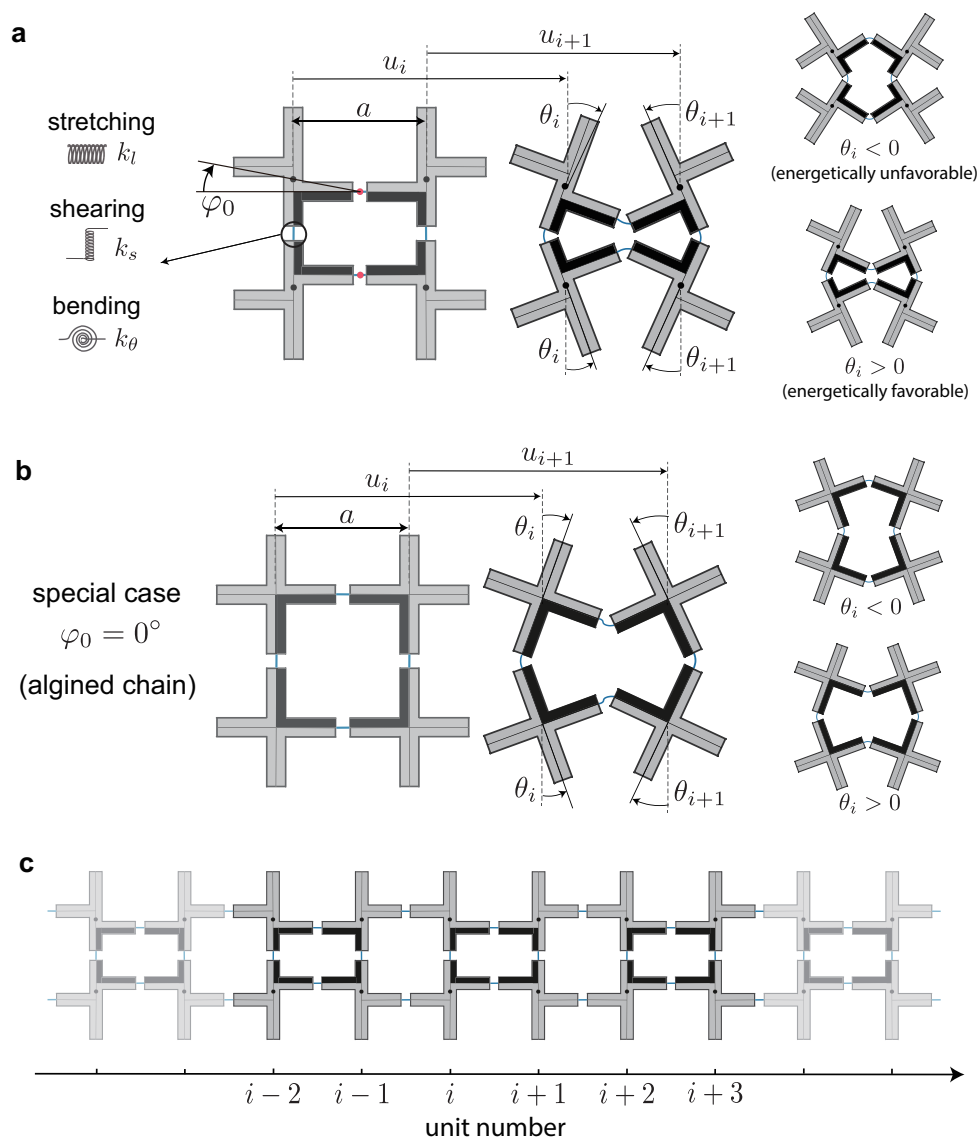 a
u_i
u_{i+1}
stretching
k_l
a
θ_i
θ_{i+1}
θ_i < 0
(energetically unfavorable)
φ_0
shearing
k_s
bending
k_θ
θ_i
θ_{i+1}
θ_i > 0
(energetically favorable)
b
u_i
u_{i+1}
a
θ_i
θ_{i+1}
special case
φ_0 = 0°
(algined chain)
θ_i < 0
θ_i
θ_{i+1}
θ_i > 0
c
i − 2 i − 1 i i + 1 i + 2 i + 3
unit number